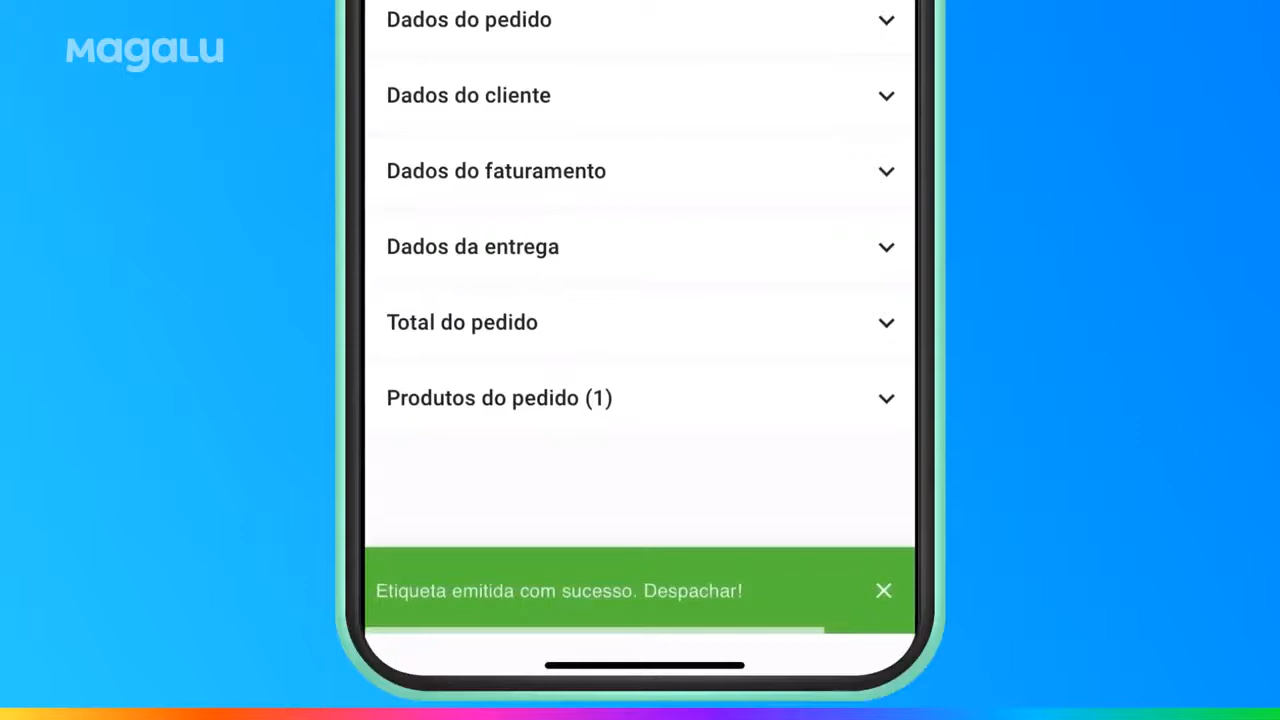 Magalu
Dados do pedido
Dados do cliente
Dados do faturamento
Dados da entrega
Total do pedido
Produtos do pedido (1)
Etiqueta emitida com sucesso. Despachar!